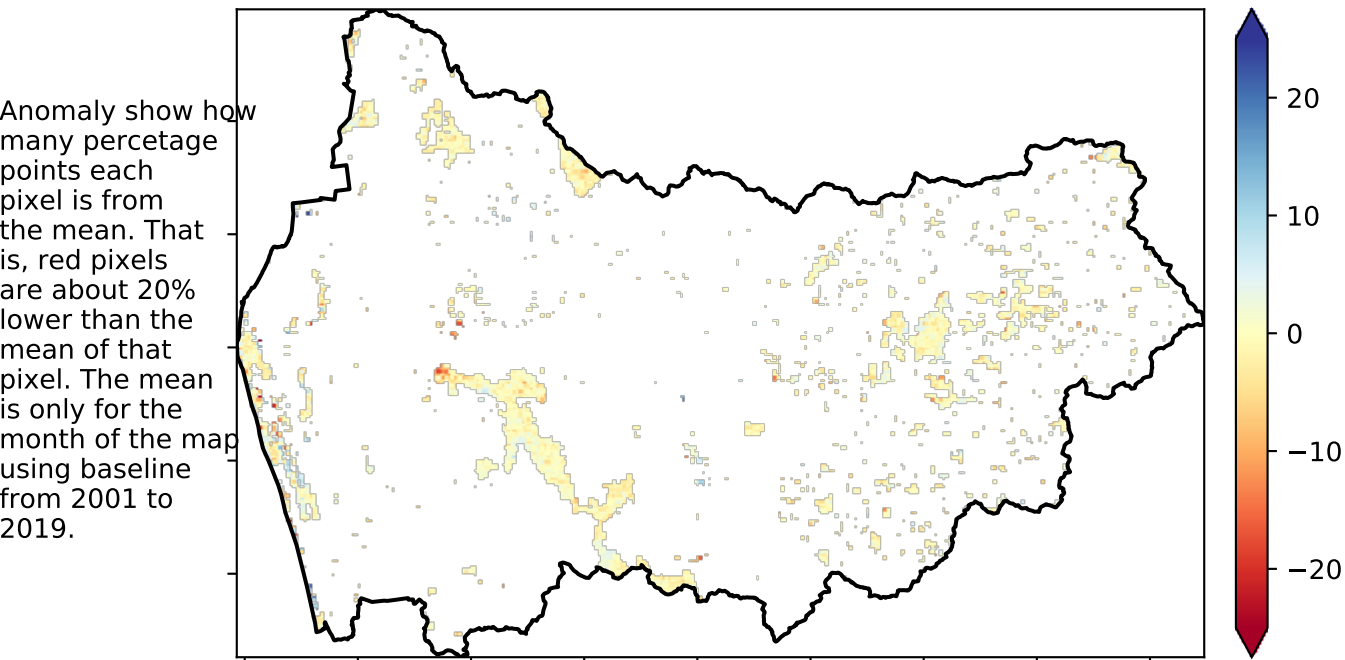 Anomaly show how
many percetage
points each
pixel is from
the mean. That
is, red pixels
are about 20%
lower than the
mean of that
pixel. The mean
is only for the
month of the map
using baseline
from 2001 to
2019.
20
10
0
−10
−20